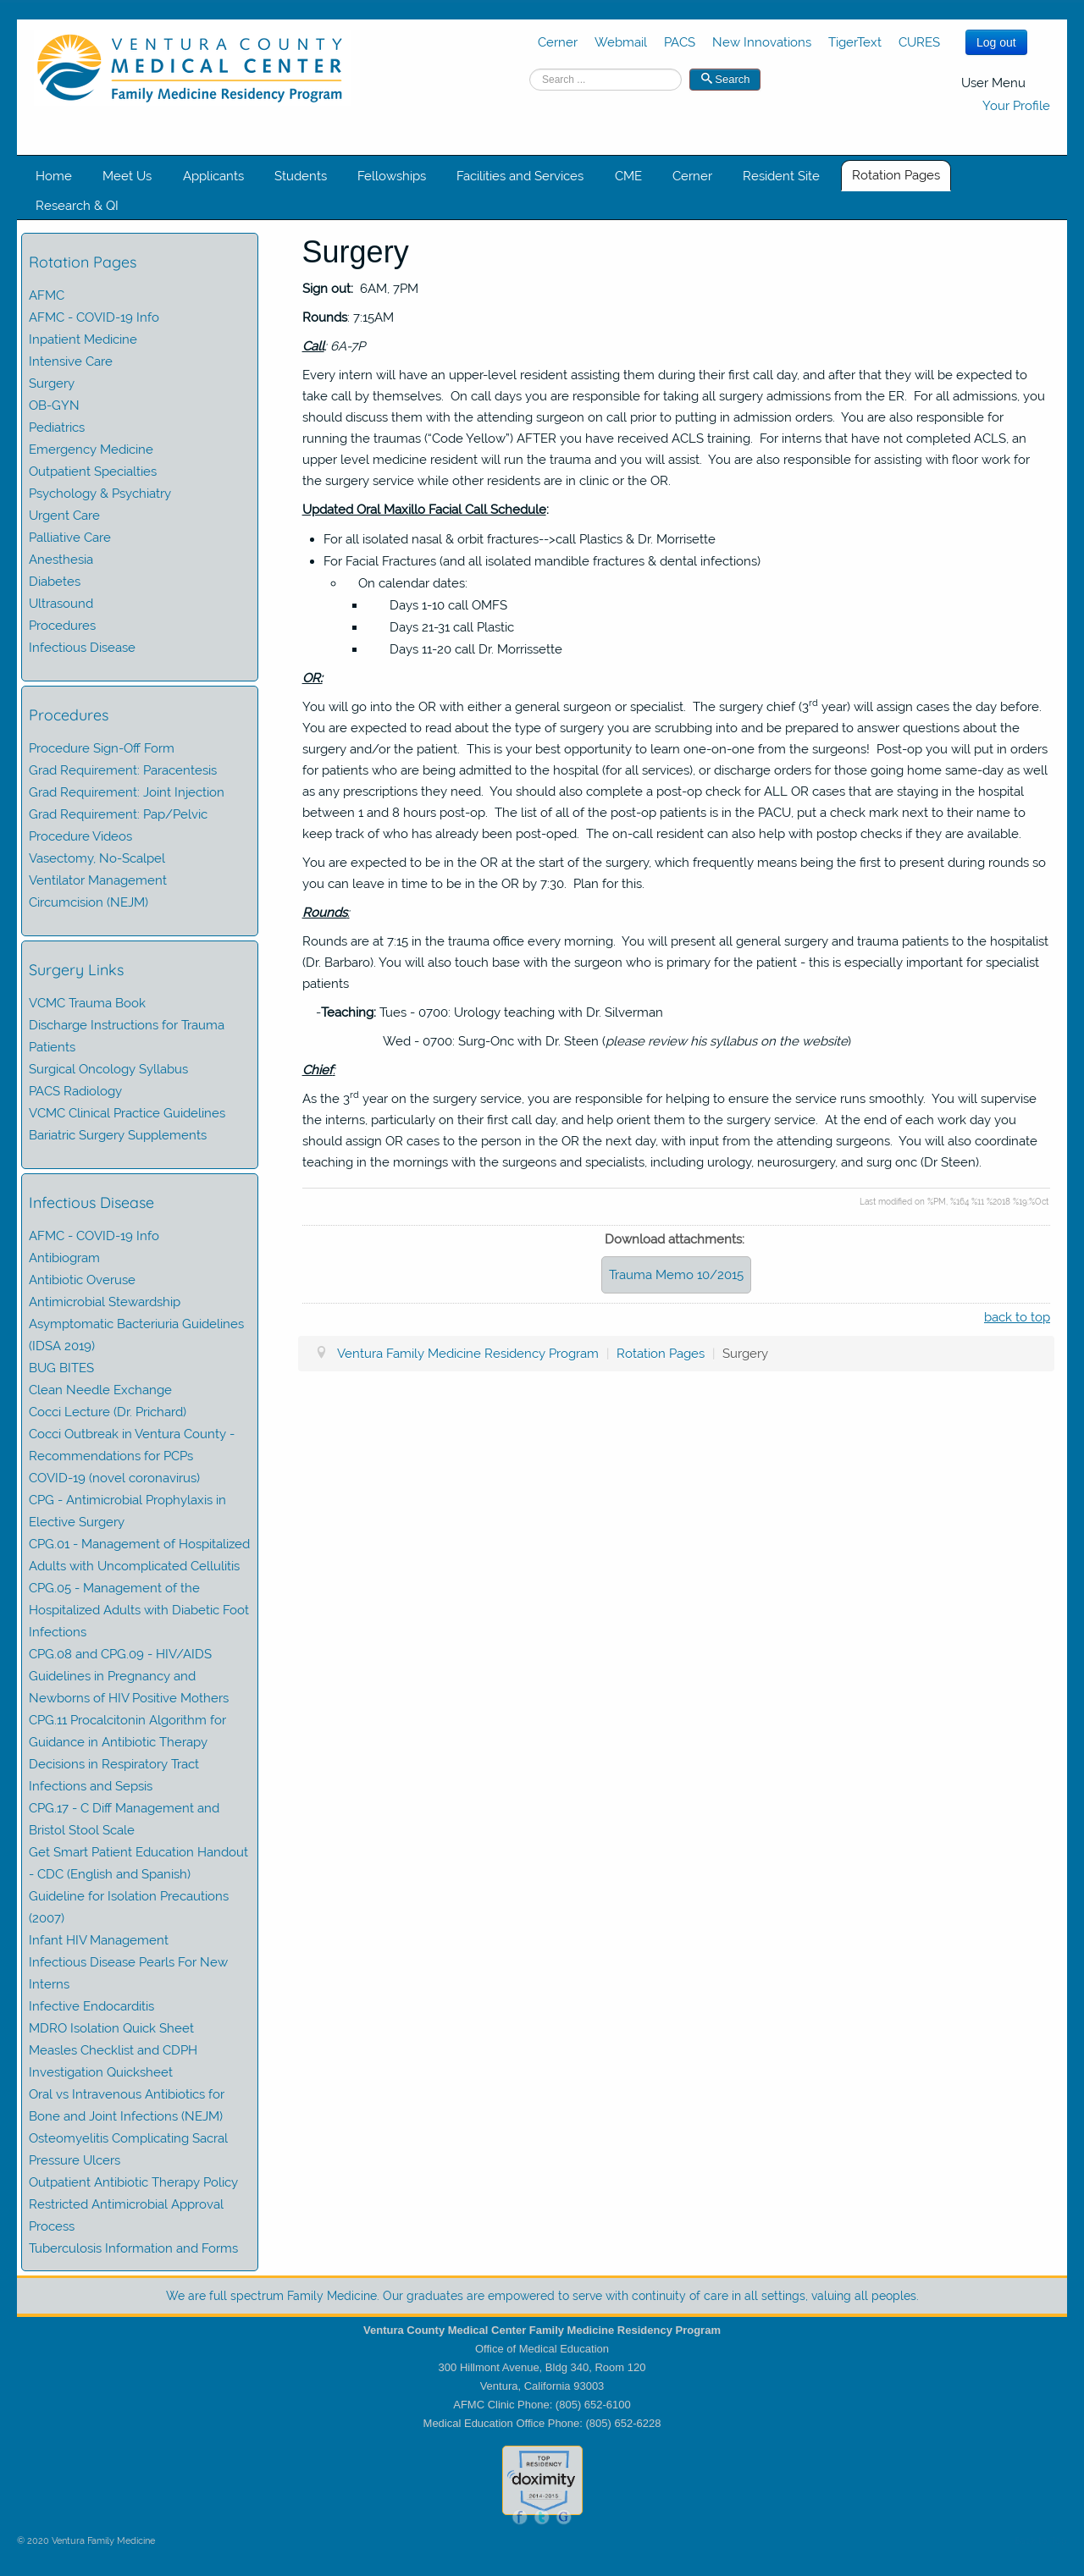 VENTURA COUNTY
MEDICAL CENTER
Family Medicine Residency Program
Cerner Webmail PACS New Innovations TigerText CURES Log out
Search ... Search
User Menu
Your Profile
Home Meet Us Applicants Students Fellowships Facilities and Services CME Cerner Resident Site Rotation Pages
Research & QI
Rotation Pages
AFMC
AFMC - COVID-19 Info
Inpatient Medicine
Intensive Care
Surgery
OB-GYN
Pediatrics
Emergency Medicine
Outpatient Specialties
Psychology & Psychiatry
Urgent Care
Palliative Care
Anesthesia
Diabetes
Ultrasound
Procedures
Infectious Disease
Procedures
Procedure Sign-Off Form
Grad Requirement: Paracentesis
Grad Requirement: Joint Injection
Grad Requirement: Pap/Pelvic
Procedure Videos
Vasectomy, No-Scalpel
Ventilator Management
Circumcision (NEJM)
Surgery Links
VCMC Trauma Book
Discharge Instructions for Trauma
Patients
Surgical Oncology Syllabus
PACS Radiology
VCMC Clinical Practice Guidelines
Bariatric Surgery Supplements
Infectious Disease
AFMC - COVID-19 Info
Antibiogram
Antibiotic Overuse
Antimicrobial Stewardship
Asymptomatic Bacteriuria Guidelines
(IDSA 2019)
BUG BITES
Clean Needle Exchange
Cocci Lecture (Dr. Prichard)
Cocci Outbreak in Ventura County -
Recommendations for PCPs
COVID-19 (novel coronavirus)
CPG - Antimicrobial Prophylaxis in
Elective Surgery
CPG.01 - Management of Hospitalized
Adults with Uncomplicated Cellulitis
CPG.05 - Management of the
Hospitalized Adults with Diabetic Foot
Infections
CPG.08 and CPG.09 - HIV/AIDS
Guidelines in Pregnancy and
Newborns of HIV Positive Mothers
CPG.11 Procalcitonin Algorithm for
Guidance in Antibiotic Therapy
Decisions in Respiratory Tract
Infections and Sepsis
CPG.17 - C Diff Management and
Bristol Stool Scale
Get Smart Patient Education Handout
- CDC (English and Spanish)
Guideline for Isolation Precautions
(2007)
Infant HIV Management
Infectious Disease Pearls For New
Interns
Infective Endocarditis
MDRO Isolation Quick Sheet
Measles Checklist and CDPH
Investigation Quicksheet
Oral vs Intravenous Antibiotics for
Bone and Joint Infections (NEJM)
Osteomyelitis Complicating Sacral
Pressure Ulcers
Outpatient Antibiotic Therapy Policy
Restricted Antimicrobial Approval
Process
Tuberculosis Information and Forms
Surgery
Sign out: 6AM, 7PM
Rounds: 7:15AM
Call: 6A-7P
Every intern will have an upper-level resident assisting them during their first call day, and after that they will be expected to
take call by themselves. On call days you are responsible for taking all surgery admissions from the ER. For all admissions, you
should discuss them with the attending surgeon on call prior to putting in admission orders. You are also responsible for
running the traumas (“Code Yellow”) AFTER you have received ACLS training. For interns that have not completed ACLS, an
upper level medicine resident will run the trauma and you will assist. You are also responsible for assisting with floor work for
the surgery service while other residents are in clinic or the OR.
Updated Oral Maxillo Facial Call Schedule:
• For all isolated nasal & orbit fractures-->call Plastics & Dr. Morrisette
• For Facial Fractures (and all isolated mandible fractures & dental infections)
○ On calendar dates:
▪ Days 1-10 call OMFS
▪ Days 21-31 call Plastic
▪ Days 11-20 call Dr. Morrissette
OR:
You will go into the OR with either a general surgeon or specialist. The surgery chief (3rd year) will assign cases the day before.
You are expected to read about the type of surgery you are scrubbing into and be prepared to answer questions about the
surgery and/or the patient. This is your best opportunity to learn one-on-one from the surgeons! Post-op you will put in orders
for patients who are being admitted to the hospital (for all services), or discharge orders for those going home same-day as well
as any prescriptions they need. You should also complete a post-op check for ALL OR cases that are staying in the hospital
between 1 and 8 hours post-op. The list of all of the post-op patients is in the PACU, put a check mark next to their name to
keep track of who has already been post-oped. The on-call resident can also help with postop checks if they are available.
You are expected to be in the OR at the start of the surgery, which frequently means being the first to present during rounds so
you can leave in time to be in the OR by 7:30. Plan for this.
Rounds:
Rounds are at 7:15 in the trauma office every morning. You will present all general surgery and trauma patients to the hospitalist
(Dr. Barbaro). You will also touch base with the surgeon who is primary for the patient - this is especially important for specialist
patients
-Teaching: Tues - 0700: Urology teaching with Dr. Silverman
Wed - 0700: Surg-Onc with Dr. Steen (please review his syllabus on the website)
Chief:
As the 3rd year on the surgery service, you are responsible for helping to ensure the service runs smoothly. You will supervise
the interns, particularly on their first call day, and help orient them to the surgery service. At the end of each work day you
should assign OR cases to the person in the OR the next day, with input from the attending surgeons. You will also coordinate
teaching in the mornings with the surgeons and specialists, including urology, neurosurgery, and surg onc (Dr Steen).
Last modified on %PM, %164 %11 %2018 %19:%Oct
Download attachments:
Trauma Memo 10/2015
back to top
Ventura Family Medicine Residency Program | Rotation Pages | Surgery
We are full spectrum Family Medicine. Our graduates are empowered to serve with continuity of care in all settings, valuing all peoples.
Ventura County Medical Center Family Medicine Residency Program
Office of Medical Education
300 Hillmont Avenue, Bldg 340, Room 120
Ventura, California 93003
AFMC Clinic Phone: (805) 652-6100
Medical Education Office Phone: (805) 652-6228
TOP
RESIDENCY
doximity
2014-2015
f t G
© 2020 Ventura Family Medicine